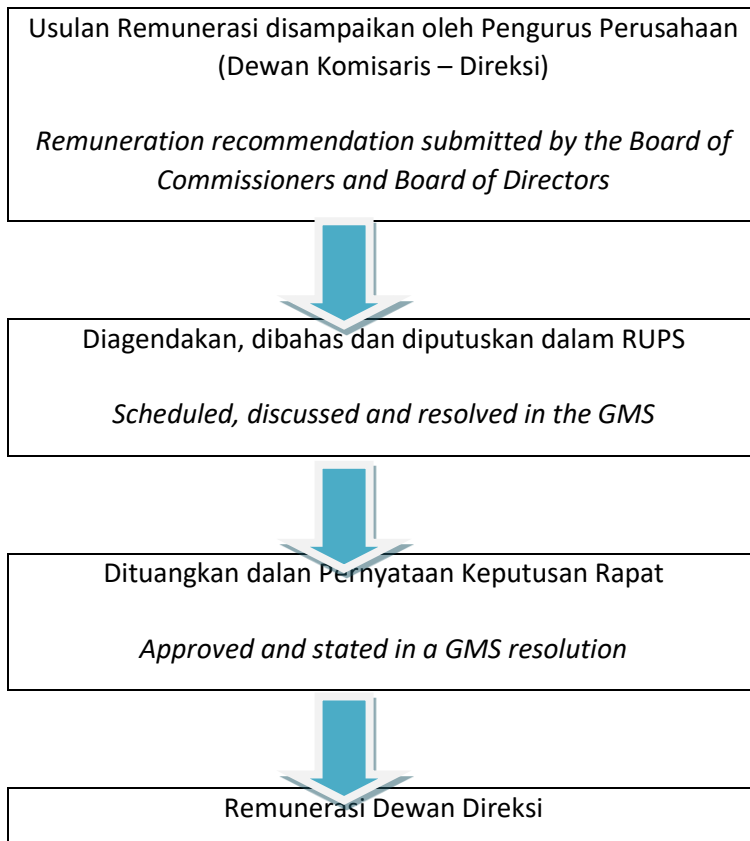 Usulan Remunerasi disampaikan oleh Pengurus Perusahaan
(Dewan Komisaris – Direksi)
Remuneration recommendation submitted by the Board of
Commissioners and Board of Directors
Diagendakan, dibahas dan diputuskan dalam RUPS
Scheduled, discussed and resolved in the GMS
Dituangkan dalan Pernyataan Keputusan Rapat
Approved and stated in a GMS resolution
Remunerasi Dewan Direksi